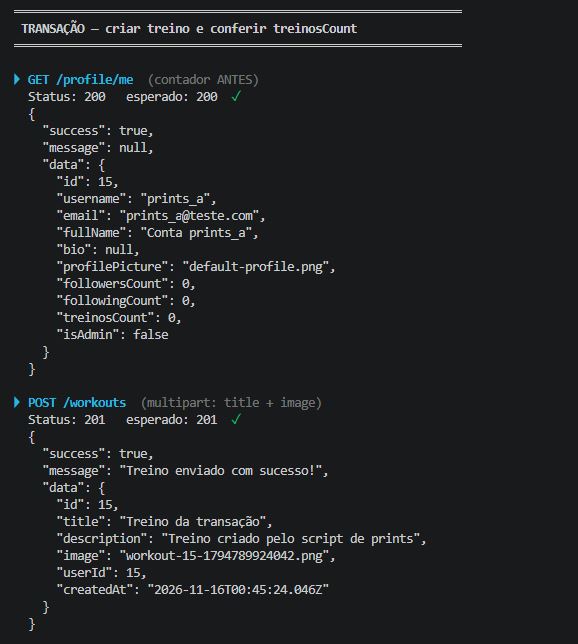 TRANSAÇÃO — criar treino e conferir treinosCount
▶ GET /profile/me (contador ANTES)
Status: 200 esperado: 200 ✓
{
"success": true,
"message": null,
"data": {
"id": 15,
"username": "prints_a",
"email": "prints_a@teste.com",
"fullName": "Conta prints_a",
"bio": null,
"profilePicture": "default-profile.png",
"followersCount": 0,
"followingCount": 0,
"treinosCount": 0,
"isAdmin": false
}
}
▶ POST /workouts (multipart: title + image)
Status: 201 esperado: 201 ✓
{
"success": true,
"message": "Treino enviado com sucesso!",
"data": {
"id": 15,
"title": "Treino da transação",
"description": "Treino criado pelo script de prints",
"image": "workout-15-1794789924042.png",
"userId": 15,
"createdAt": "2026-11-16T00:45:24.046Z"
}
}